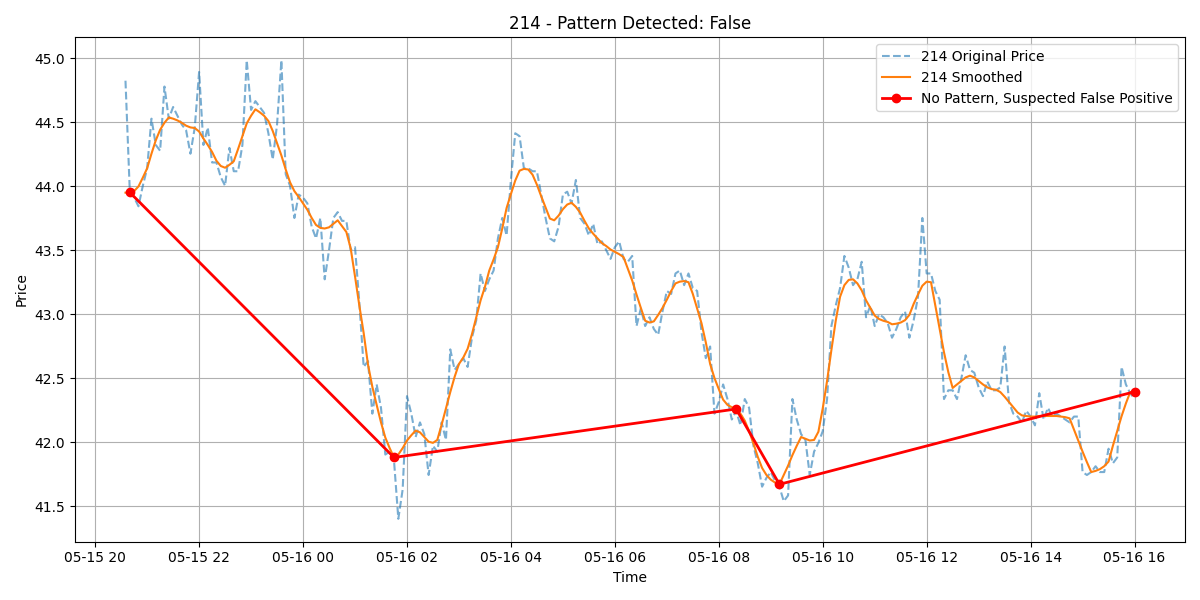 214 - Pattern Detected: False
214 Original Price
214 Smoothed
No Pattern, Suspected False Positive
Price
45.0
44.5
44.0
43.5
43.0
42.5
42.0
41.5
05-15 20 05-15 22 05-16 00 05-16 02 05-16 04 05-16 06 05-16 08 05-16 10 05-16 12 05-16 14 05-16 16
Time